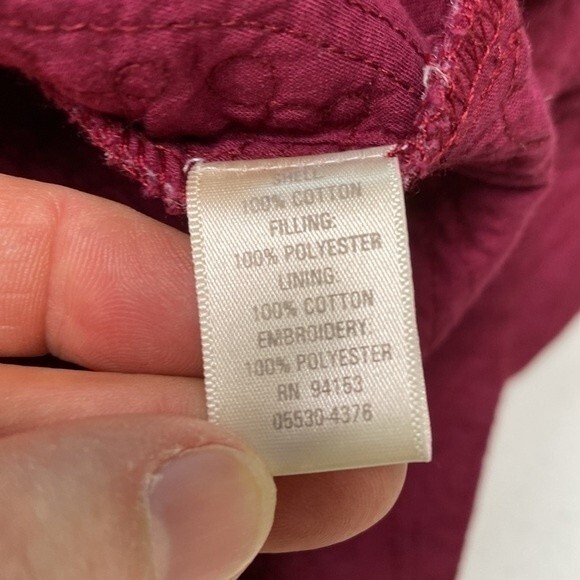 SHELL:
100% COTTON
FILLING:
100% POLYESTER
LINING:
100% COTTON
EMBROIDERY:
100% POLYESTER
RN 94153
05530-4376